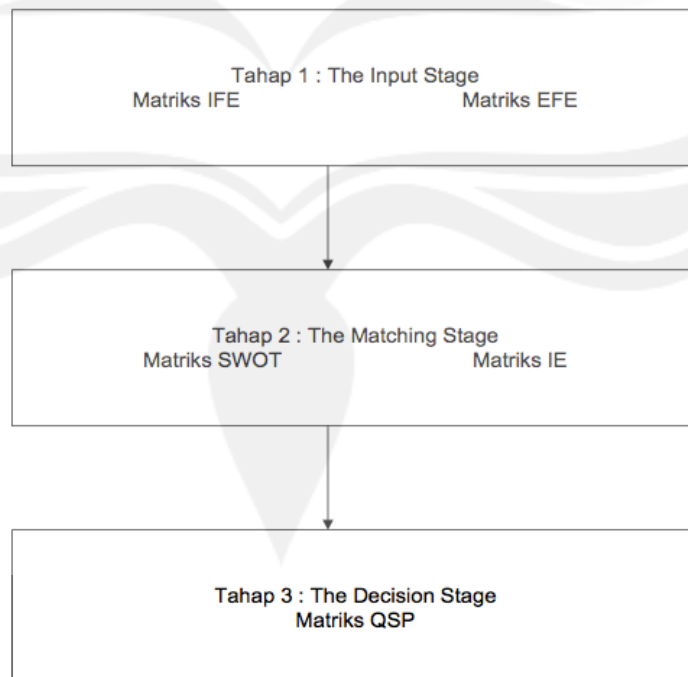 Tahap 1 : The Input Stage
Matriks IFE Matriks EFE
Tahap 2 : The Matching Stage
Matriks SWOT Matriks IE
Tahap 3 : The Decision Stage
Matriks QSP